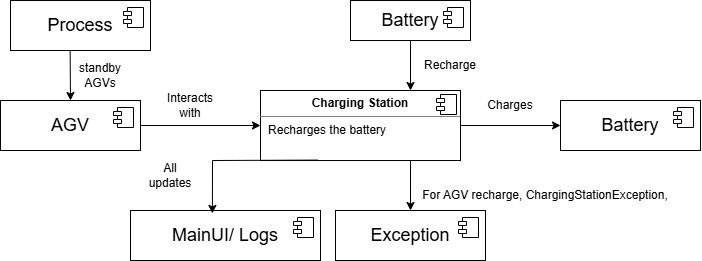 Process
Battery
standby
AGVs
Recharge
AGV
Interacts
with
Charging Station
Recharges the battery
Charges
Battery
All
updates
For AGV recharge, ChargingStationException,
MainUI/ Logs
Exception